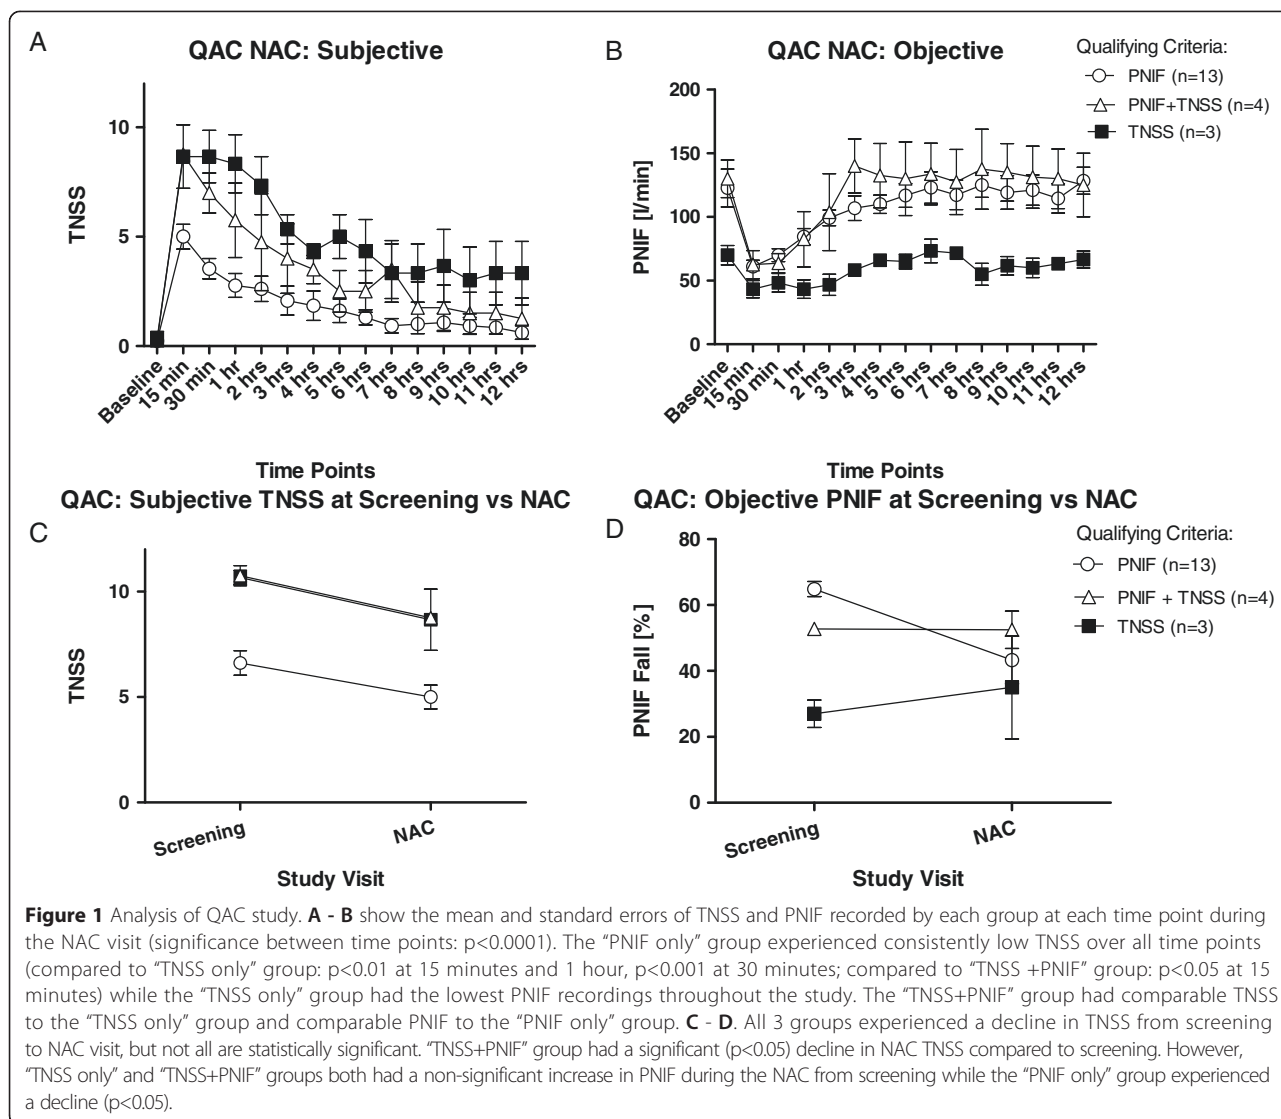 A
QAC NAC: Subjective
TNSS
10
5
0
Baseline
15 min
30 min
1 hr
2 hrs
3 hrs
4 hrs
5 hrs
6 hrs
7 hrs
8 hrs
9 hrs
10 hrs
11 hrs
12 hrs
Time Points
B
QAC NAC: Objective
PNIF [l/min]
200
150
100
50
0
Baseline
15 min
30 min
1 hr
2 hrs
3 hrs
4 hrs
5 hrs
6 hrs
7 hrs
8 hrs
9 hrs
10 hrs
11 hrs
12 hrs
Time Points
Qualifying Criteria:
PNIF (n=13)
PNIF+TNSS (n=4)
TNSS (n=3)
QAC: Subjective TNSS at Screening vs NAC
C
TNSS
10
5
0
Screening
NAC
Study Visit
QAC: Objective PNIF at Screening vs NAC
D
PNIF Fall [%]
80
60
40
20
0
Screening
NAC
Study Visit
Qualifying Criteria:
PNIF (n=13)
PNIF + TNSS (n=4)
TNSS (n=3)
Figure 1 Analysis of QAC study. A - B show the mean and standard errors of TNSS and PNIF recorded by each group at each time point during
the NAC visit (significance between time points: p<0.0001). The “PNIF only” group experienced consistently low TNSS over all time points
(compared to “TNSS only” group: p<0.01 at 15 minutes and 1 hour, p<0.001 at 30 minutes; compared to “TNSS +PNIF” group: p<0.05 at 15
minutes) while the “TNSS only” group had the lowest PNIF recordings throughout the study. The “TNSS+PNIF” group had comparable TNSS
to the “TNSS only” group and comparable PNIF to the “PNIF only” group. C - D. All 3 groups experienced a decline in TNSS from screening
to NAC visit, but not all are statistically significant. “TNSS+PNIF” group had a significant (p<0.05) decline in NAC TNSS compared to screening. However,
“TNSS only” and “TNSS+PNIF” groups both had a non-significant increase in PNIF during the NAC from screening while the “PNIF only” group experienced
a decline (p<0.05).